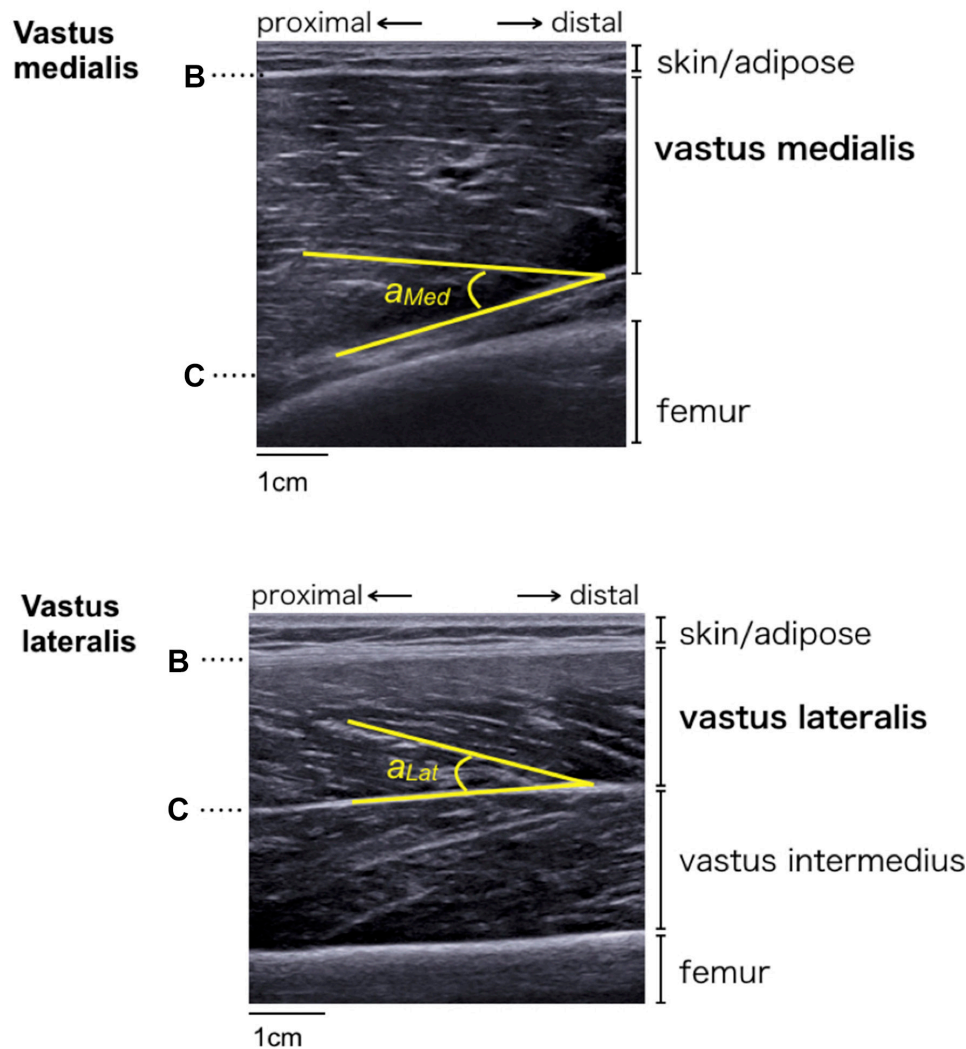 Vastus
medialis
proximal ← → distal
B
skin/adipose
vastus medialis
aMed
C
femur
1cm
Vastus
lateralis
proximal ← → distal
B
skin/adipose
vastus lateralis
aLat
C
vastus intermedius
femur
1cm